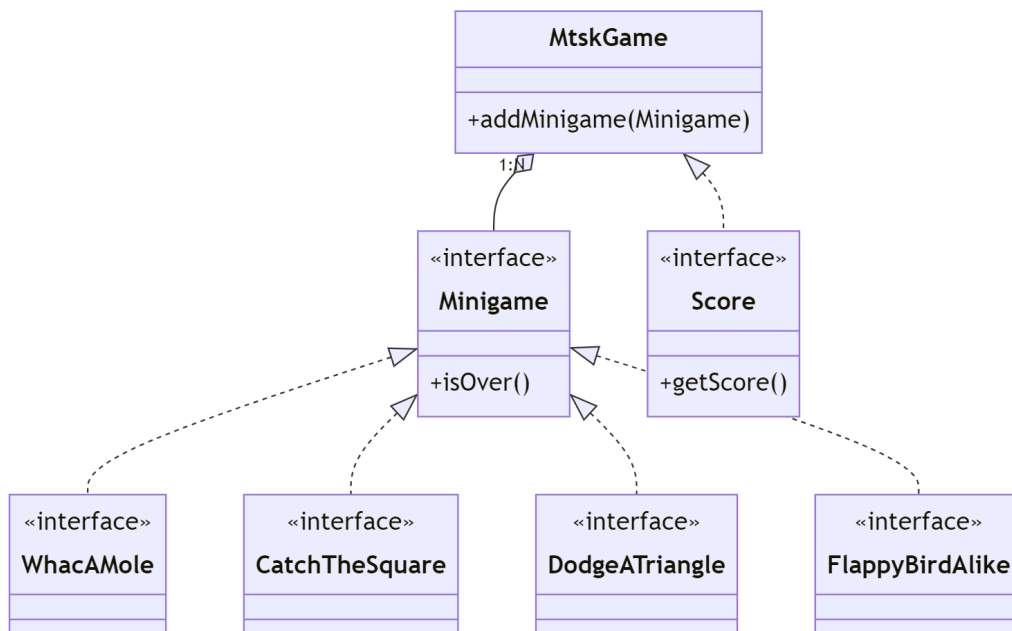 MtskGame
+addMinigame(Minigame)
1:N
«interface»
Minigame
+isOver()
«interface»
Score
+getScore()
«interface»
WhacAMole
«interface»
CatchTheSquare
«interface»
DodgeATriangle
«interface»
FlappyBirdAlike